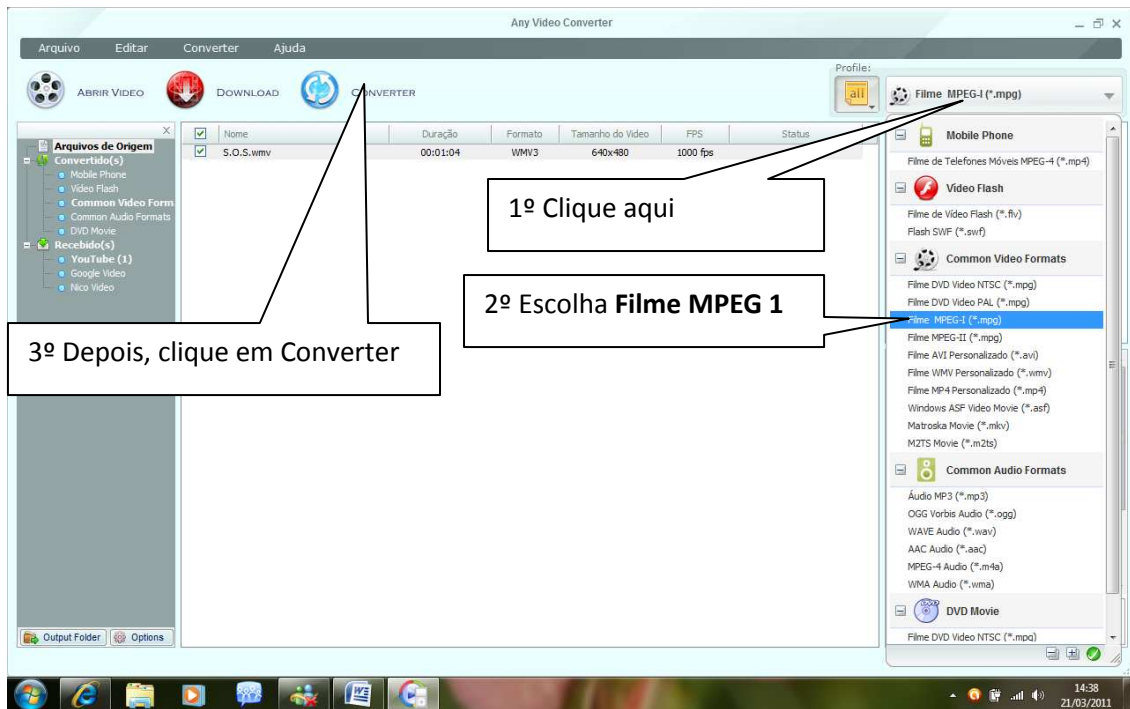 Any Video Converter
Arquivo Editar Converter Ajuda
ABRIR VIDEO DOWNLOAD CONVERTER
Profile:
all
Filme MPEG-I (*.mpg)
Arquivos de Origem
Convertido(s)
Mobile Phone
Vídeo Flash
Common Video Form
Common Audio Formats
DVD Movie
Recebido(s)
YouTube (1)
Google Video
Nico Video
Nome Duração Formato Tamanho do Video FPS Status
S.O.S.wmv 00:01:04 WMV3 640x480 1000 fps
1º Clique aqui
2º Escolha Filme MPEG 1
3º Depois, clique em Converter
Mobile Phone
Filme de Telefones Móveis MPEG-4 (*.mp4)
Vídeo Flash
Filme de Vídeo Flash (*.flv)
Flash SWF (*.swf)
Common Video Formats
Filme DVD Video NTSC (*.mpg)
Filme DVD Video PAL (*.mpg)
Filme MPEG-I (*.mpg)
Filme MPEG-II (*.mpg)
Filme AVI Personalizado (*.avi)
Filme WMV Personalizado (*.wmv)
Filme MP4 Personalizado (*.mp4)
Windows ASF Video Movie (*.asf)
Matroska Movie (*.mkv)
M2TS Movie (*.m2ts)
Common Audio Formats
Áudio MP3 (*.mp3)
OGG Vorbis Audio (*.ogg)
WAVE Audio (*.wav)
AAC Audio (*.aac)
MPEG-4 Audio (*.m4a)
WMA Audio (*.wma)
DVD Movie
Filme DVD Video NTSC (*.mpg)
Output Folder Options
14:38
21/03/2011